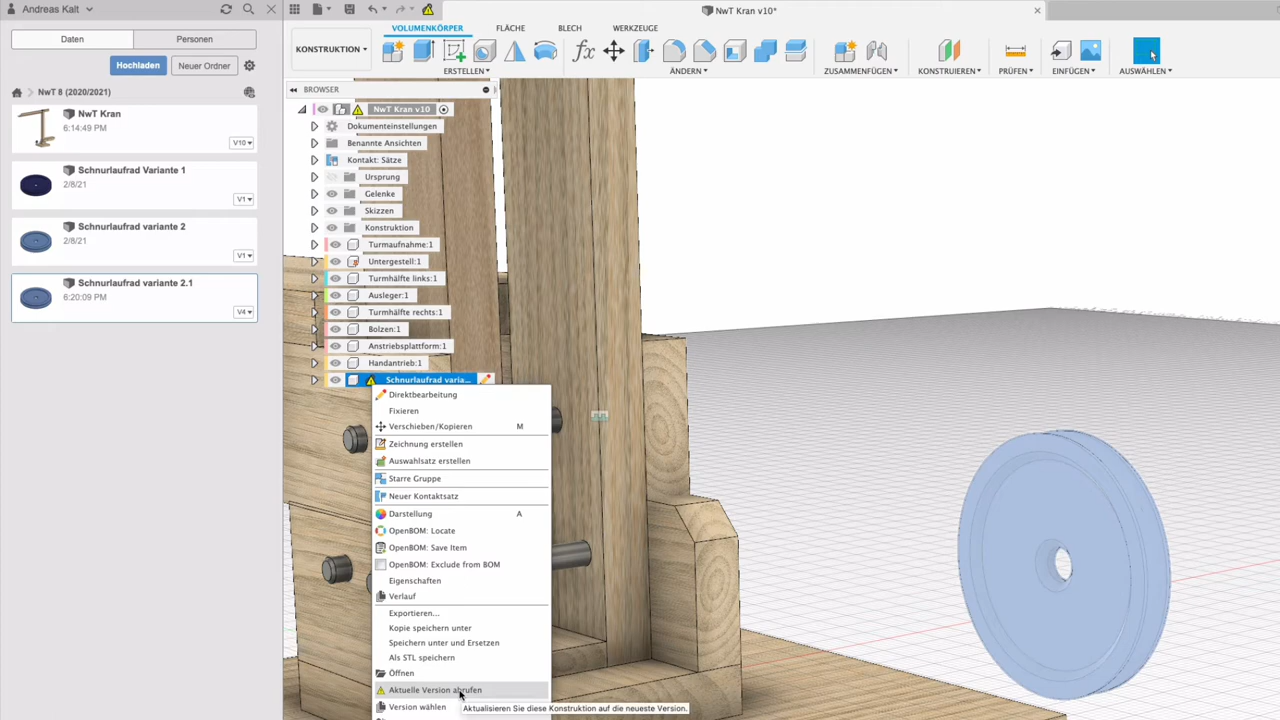 Andreas Kalt
Daten
Personen
Hochladen
Neuer Ordner
NwT 8 (2020/2021)
NwT Kran
6:14:49 PM
V10
Schnurlaufrad Variante 1
2/8/21
V1
Schnurlaufrad variante 2
2/8/21
V1
Schnurlaufrad variante 2.1
6:20:09 PM
V4
NwT Kran v10*
VOLUMENKÖRPER
FLÄCHE
BLECH
WERKZEUGE
KONSTRUKTION
ERSTELLEN
ÄNDERN
ZUSAMMENFÜGEN
KONSTRUIEREN
PRÜFEN
EINFÜGEN
AUSWÄHLEN
BROWSER
NwT Kran v10
Dokumenteinstellungen
Benannte Ansichten
Kontakt: Sätze
Ursprung
Gelenke
Skizzen
Konstruktion
Turmaufnahme:1
Untergestell:1
Turmhälfte links:1
Ausleger:1
Turmhälfte rechts:1
Bolzen:1
Anstriebsplattform:1
Handantrieb:1
Schnurlaufrad varia...
Direktbearbeitung
Fixieren
Verschieben/Kopieren M
Zeichnung erstellen
Auswahlsatz erstellen
Starre Gruppe
Neuer Kontaktsatz
Darstellung A
OpenBOM: Locate
OpenBOM: Save Item
OpenBOM: Exclude from BOM
Eigenschaften
Verlauf
Exportieren...
Kopie speichern unter
Speichern unter und Ersetzen
Als STL speichern
Öffnen
Aktuelle Version abrufen
Version wählen
Aktualisieren Sie diese Konstruktion auf die neueste Version.